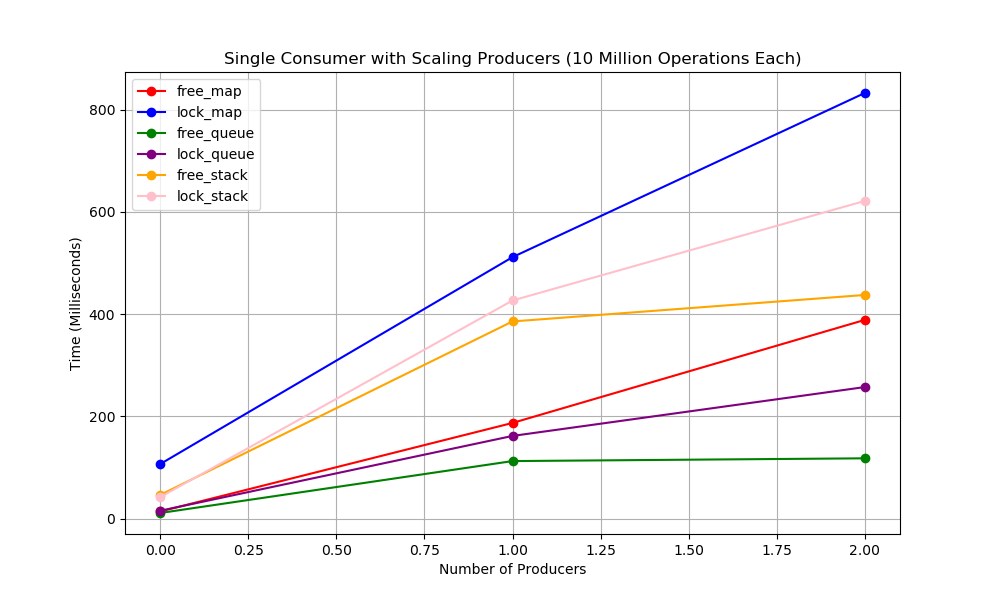 Single Consumer with Scaling Producers (10 Million Operations Each)
free_map
lock_map
free_queue
lock_queue
free_stack
lock_stack
Time (Milliseconds)
800
600
400
200
0
0.00 0.25 0.50 0.75 1.00 1.25 1.50 1.75 2.00
Number of Producers